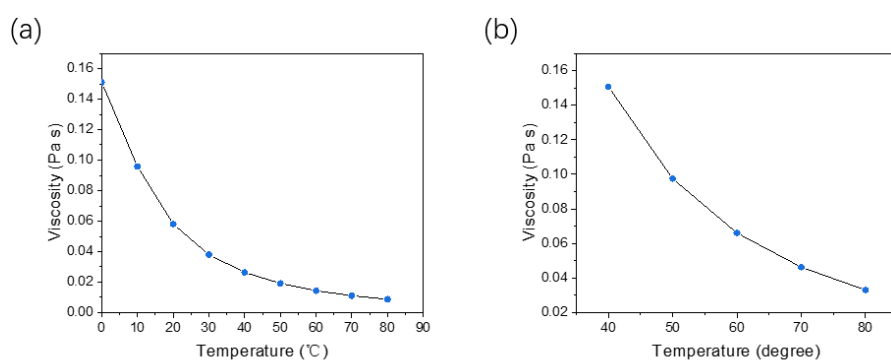 (a)
(b)
Viscosity (Pa s)
0.16
0.14
0.12
0.10
0.08
0.06
0.04
0.02
0.00
0 10 20 30 40 50 60 70 80 90
Temperature (℃)
Viscosity (Pa s)
0.16
0.14
0.12
0.10
0.08
0.06
0.04
0.02
40 50 60 70 80
Temperature (degree)